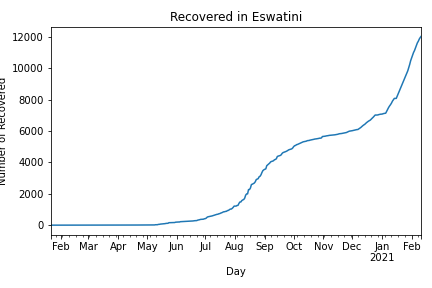 Recovered in Eswatini
Number of Recovered
12000
10000
8000
6000
4000
2000
0
Feb Mar Apr May Jun Jul Aug Sep Oct Nov Dec Jan Feb
2021
Day